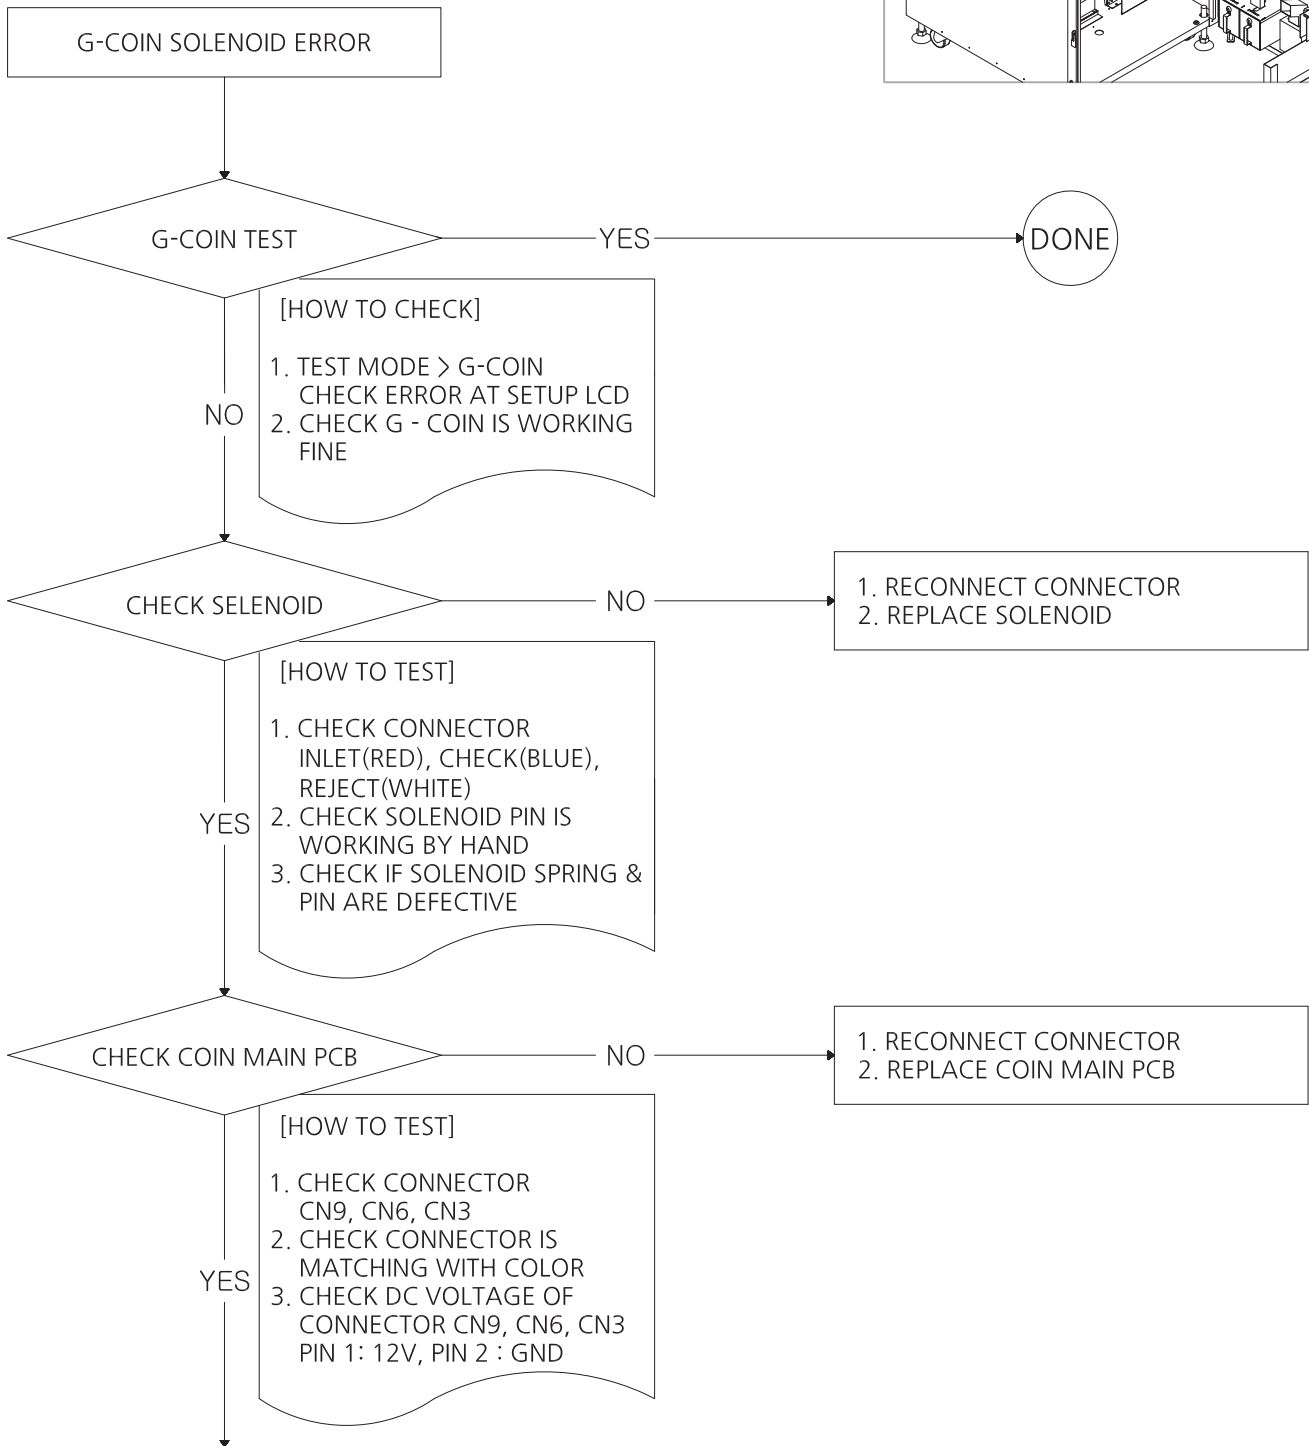 G-COIN SOLENOID ERROR
G-COIN TEST
YES
DONE
[HOW TO CHECK]
1. TEST MODE > G-COIN
CHECK ERROR AT SETUP LCD
2. CHECK G - COIN IS WORKING
FINE
NO
CHECK SELENOID
NO
1. RECONNECT CONNECTOR
2. REPLACE SOLENOID
[HOW TO TEST]
1. CHECK CONNECTOR
INLET(RED), CHECK(BLUE),
REJECT(WHITE)
2. CHECK SOLENOID PIN IS
WORKING BY HAND
3. CHECK IF SOLENOID SPRING &
PIN ARE DEFECTIVE
YES
CHECK COIN MAIN PCB
NO
1. RECONNECT CONNECTOR
2. REPLACE COIN MAIN PCB
[HOW TO TEST]
1. CHECK CONNECTOR
CN9, CN6, CN3
2. CHECK CONNECTOR IS
MATCHING WITH COLOR
3. CHECK DC VOLTAGE OF
CONNECTOR CN9, CN6, CN3
PIN 1: 12V, PIN 2 : GND
YES